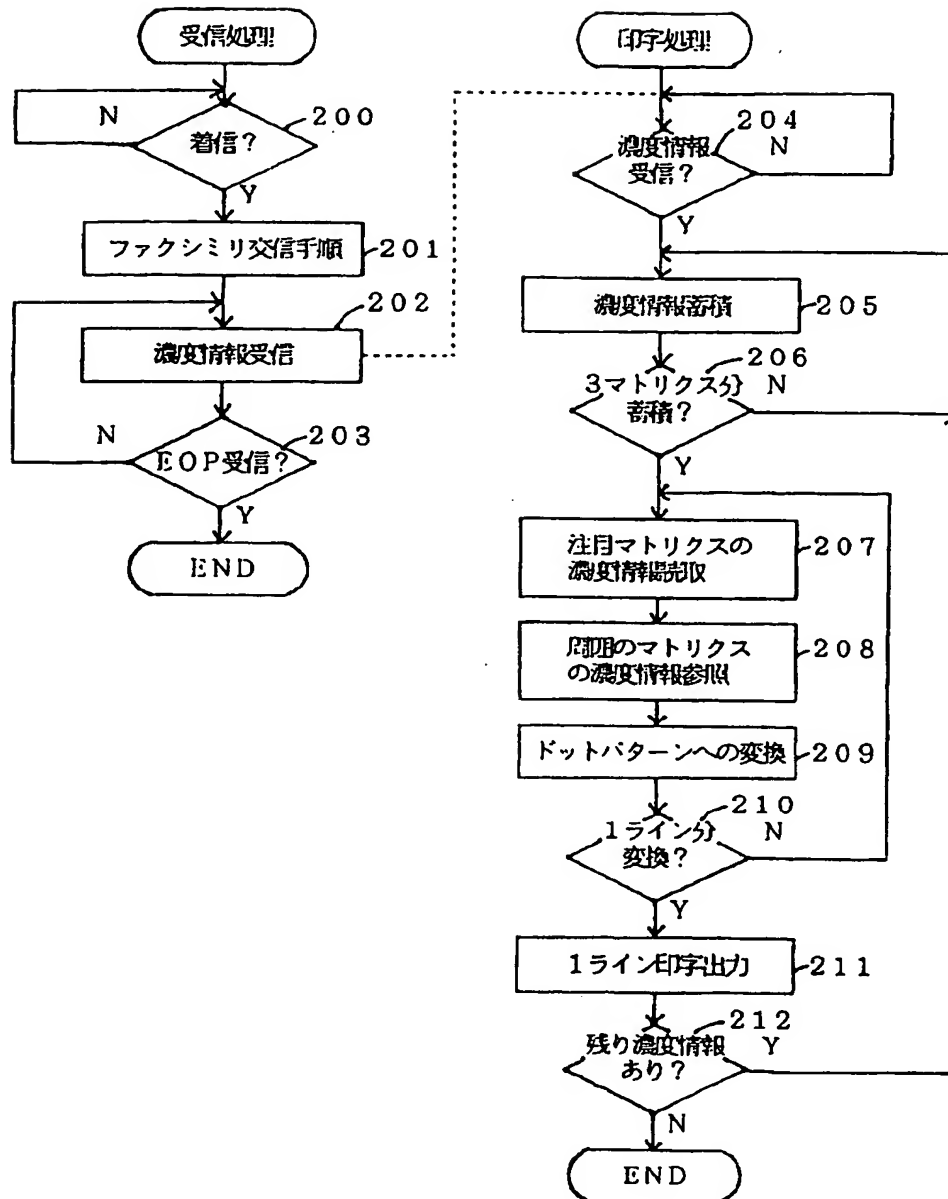 受信処理
N
200
着信?
Y
ファクシミリ交信手順
201
202
濃度情報受信
N
203
EOP受信?
Y
END
印字処理
204
濃度情報
N
受信?
Y
濃度情報蓄積
205
206
3マトリクス分
N
蓄積?
Y
注目マトリクスの
濃度情報読取
207
周囲のマトリクス
の濃度情報参照
208
ドットパターンへの変換
209
210
1ライン分
N
変換?
Y
1ライン印字出力
211
212
残り濃度情報
Y
あり?
N
END